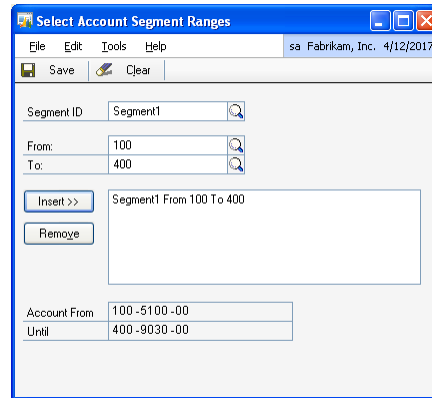 Select Account Segment Ranges
File Edit Tools Help sa Fabrikam, Inc. 4/12/2017
Save Clear
Segment ID Segment1
From: 100
To: 400
Insert >> Segment1 From 100 To 400
Remove
Account From 100 -5100 -00
Until 400 -9030 -00